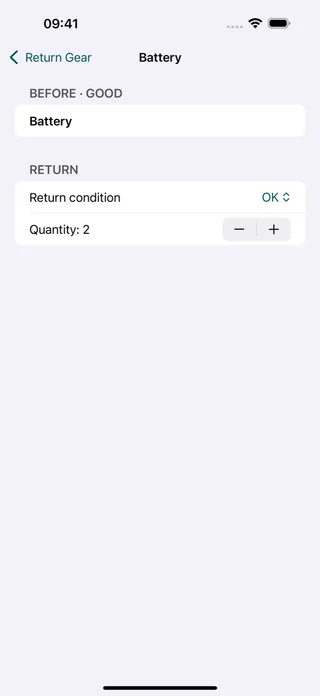 09:41
Return Gear
Battery
BEFORE · GOOD
Battery
RETURN
Return condition
OK
Quantity: 2